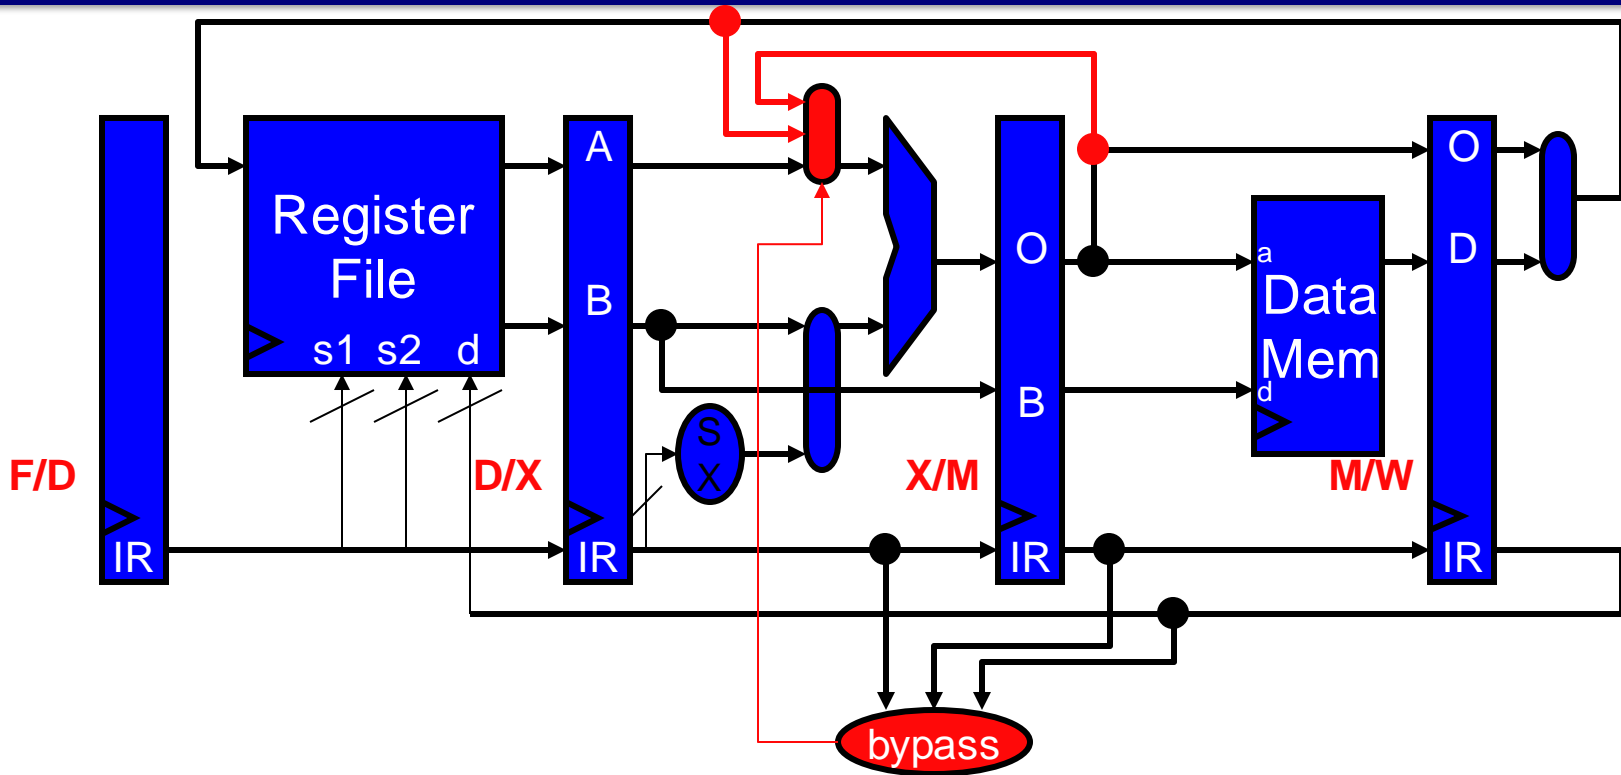 A
O
Register
File
O
D
B
a
Data
Mem
d
s1 s2 d
B
S
X
F/D
D/X
X/M
M/W
IR
IR
IR
IR
bypass